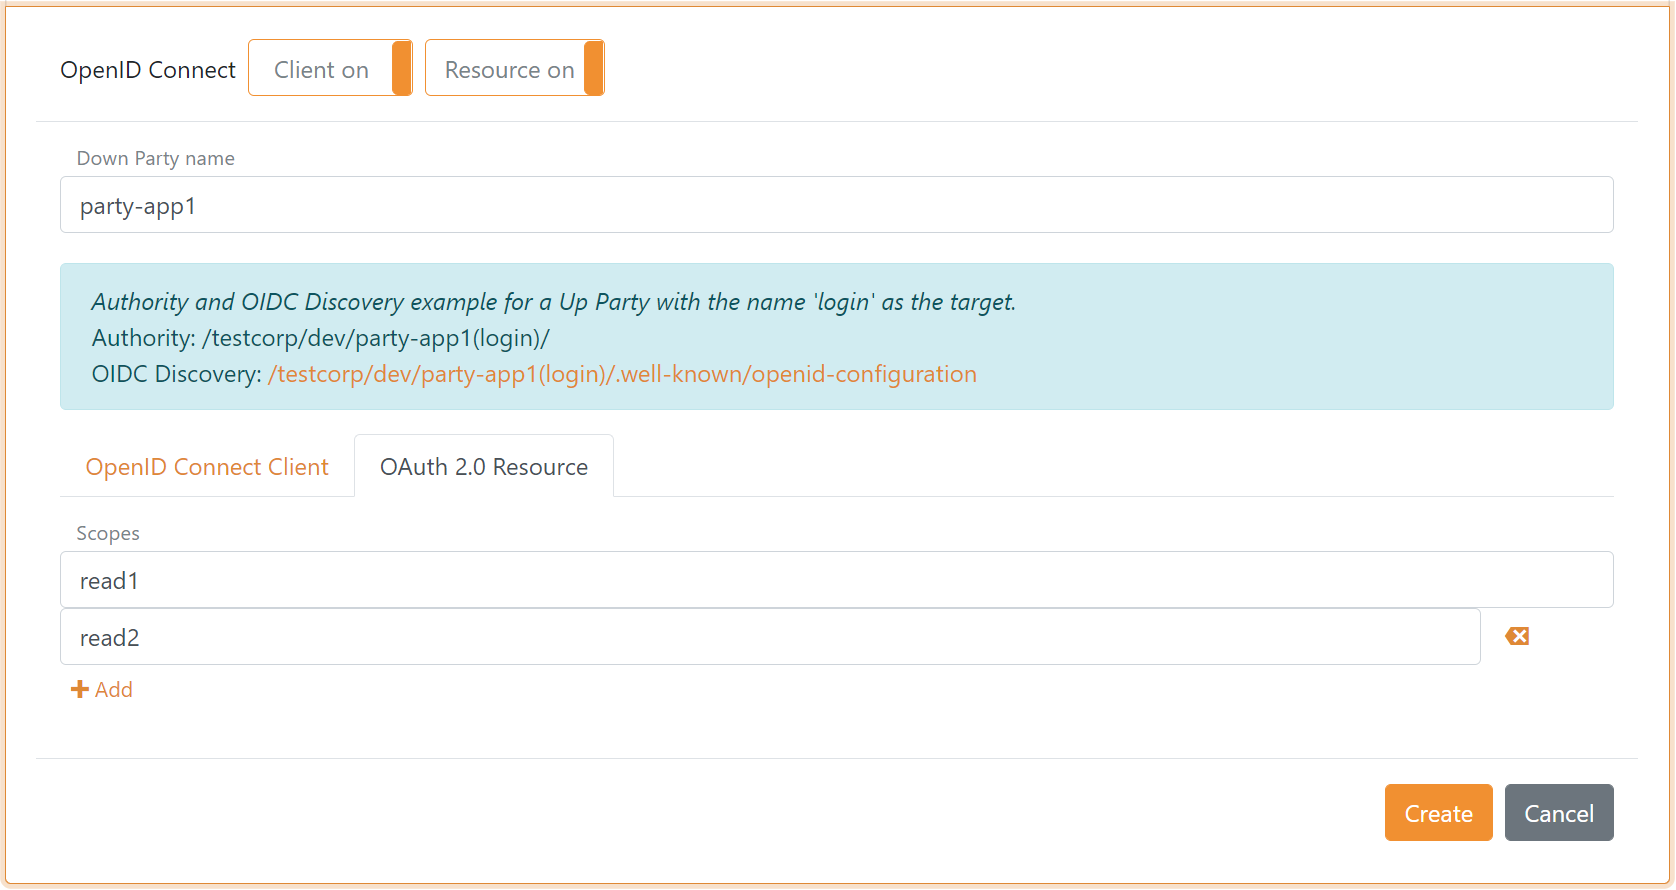 OpenID Connect Client on Resource on
Down Party name
party-app1
Authority and OIDC Discovery example for a Up Party with the name 'login' as the target.
Authority: /testcorp/dev/party-app1(login)/
OIDC Discovery: /testcorp/dev/party-app1(login)/.well-known/openid-configuration
OpenID Connect Client OAuth 2.0 Resource
Scopes
read1
read2
Add
Create Cancel